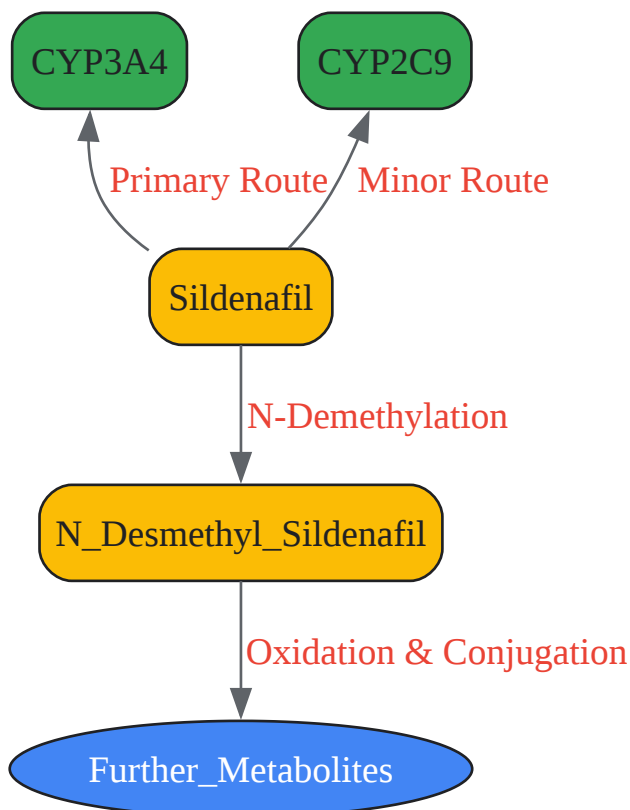 CYP3A4
CYP2C9
Primary Route
Minor Route
Sildenafil
N-Demethylation
N_Desmethyl_Sildenafil
Oxidation & Conjugation
Further_Metabolites